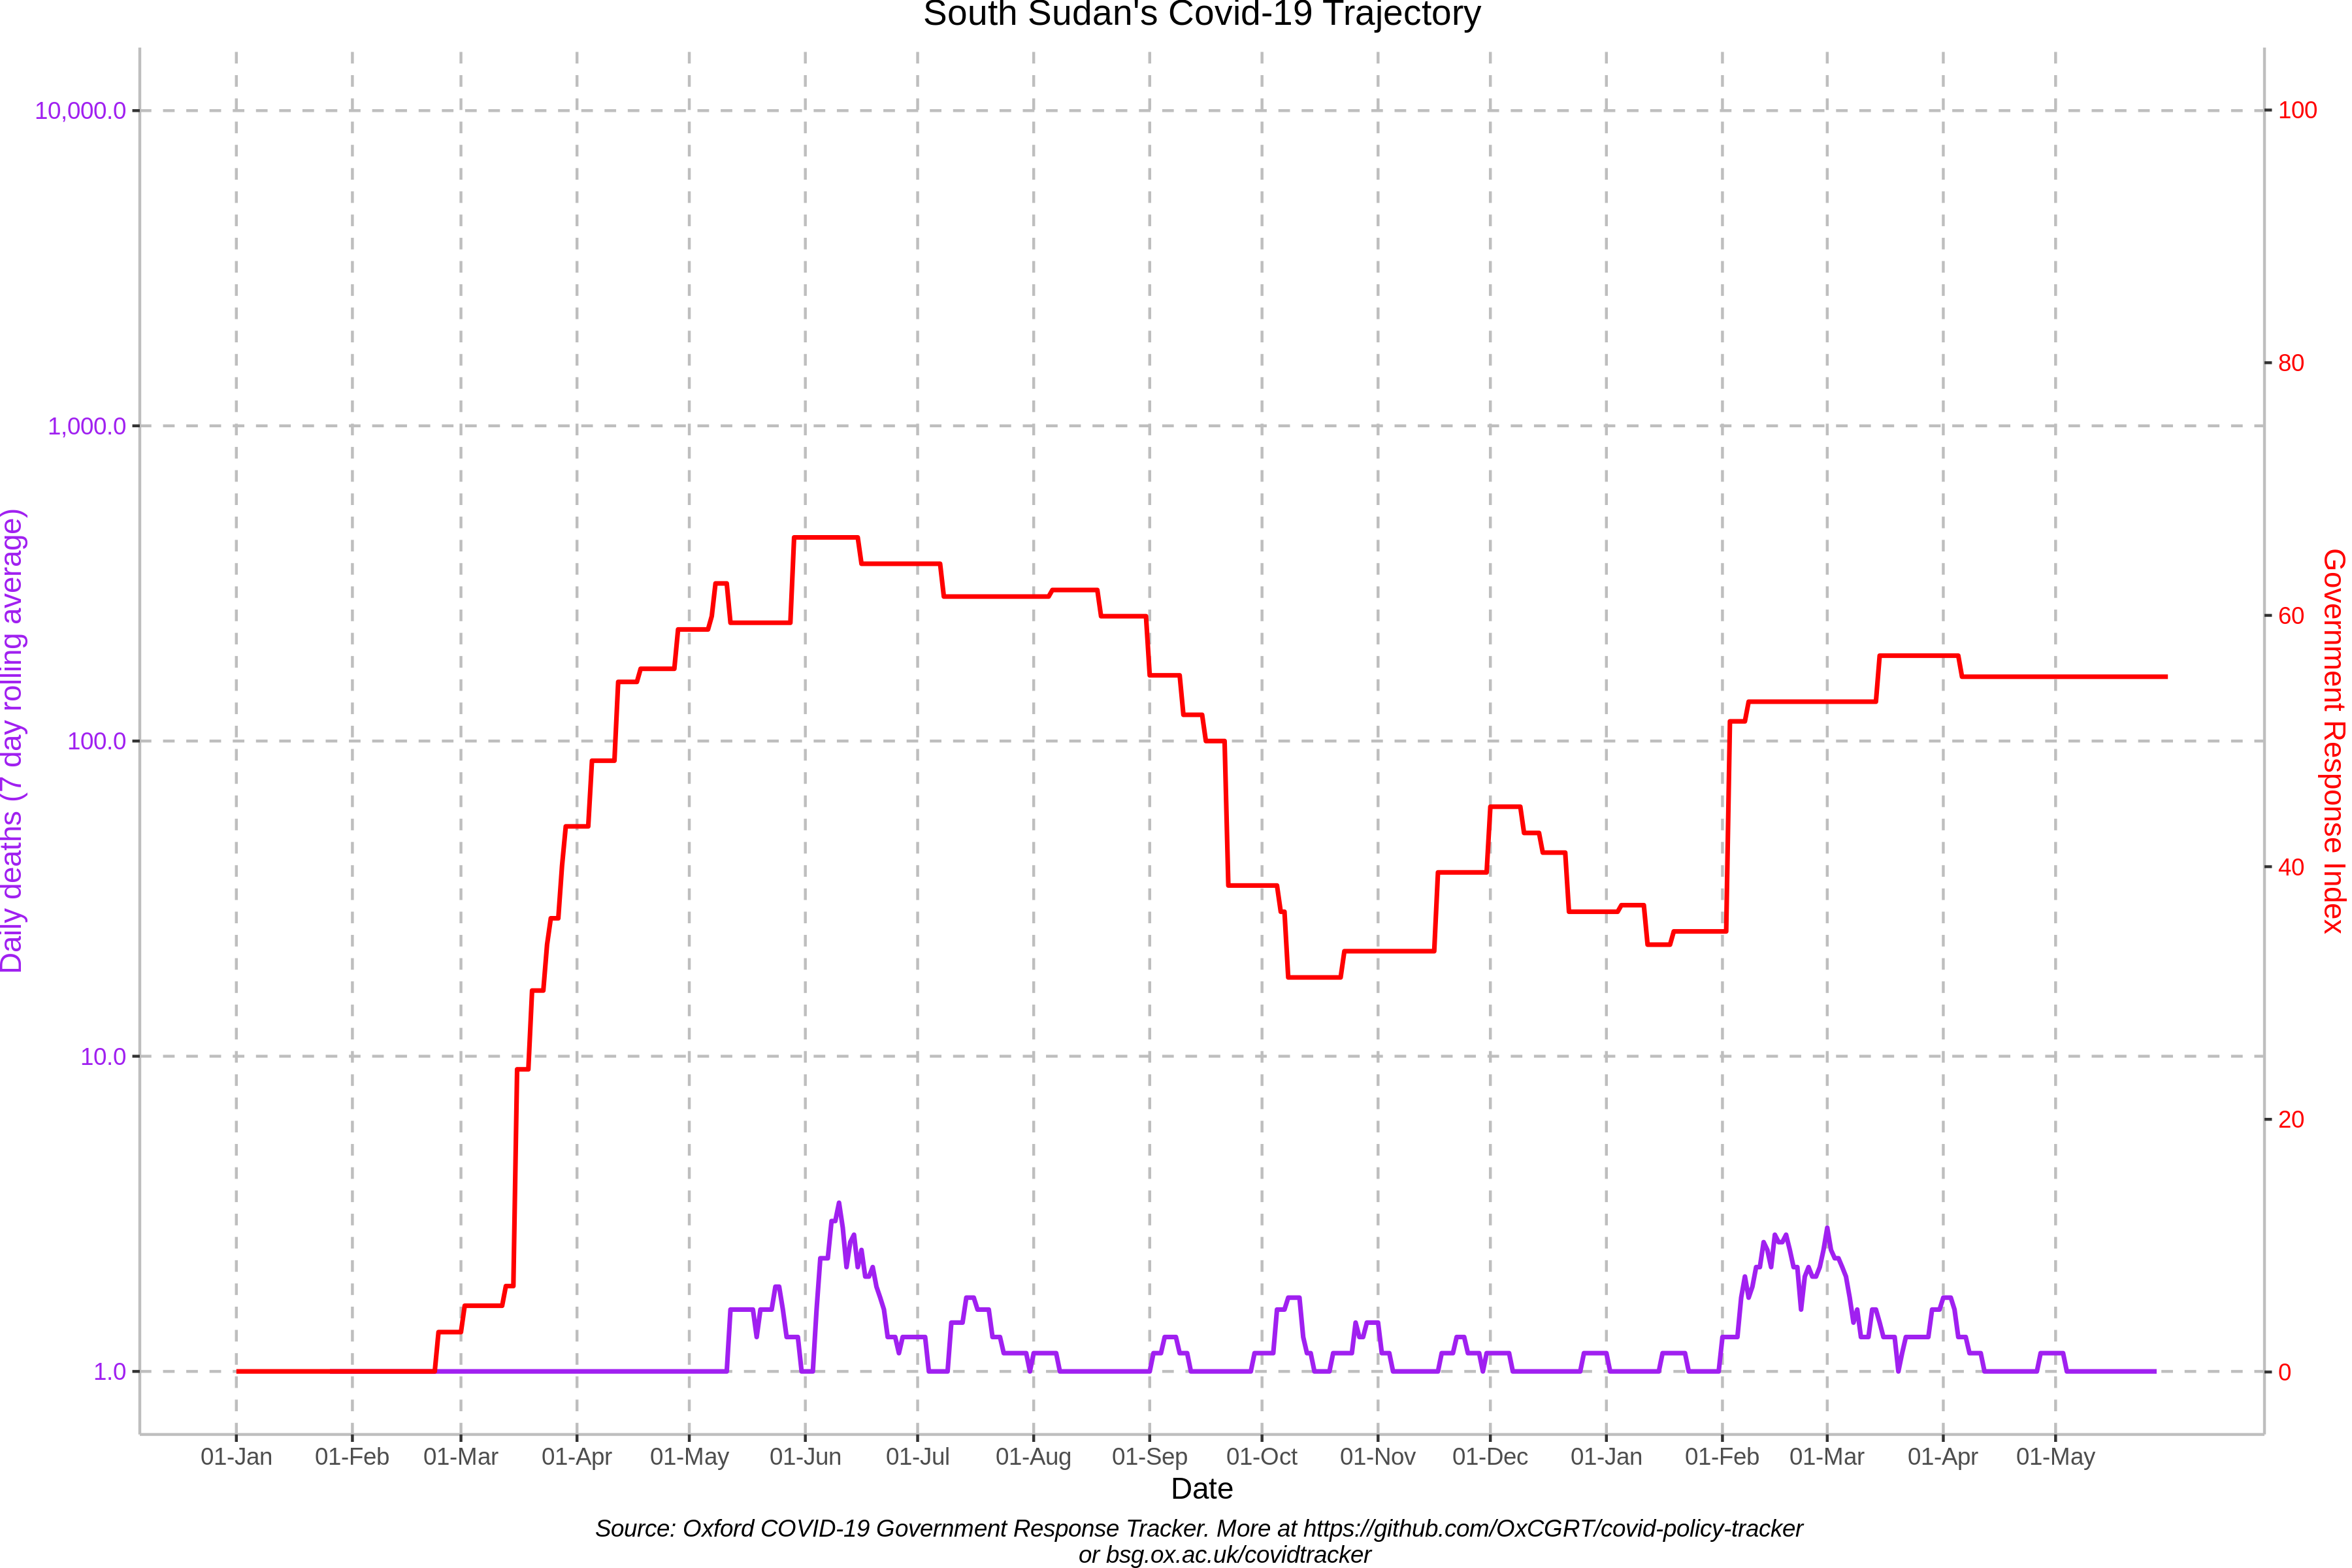 South Sudan's Covid-19 Trajectory
10,000.0
1,000.0
100.0
10.0
1.0
Daily deaths (7 day rolling average)
100
80
60
40
20
0
Government Response Index
01-Jan 01-Feb 01-Mar 01-Apr 01-May 01-Jun 01-Jul 01-Aug 01-Sep 01-Oct 01-Nov 01-Dec 01-Jan 01-Feb 01-Mar 01-Apr 01-May
Date
Source: Oxford COVID-19 Government Response Tracker. More at https://github.com/OxCGRT/covid-policy-tracker
or bsg.ox.ac.uk/covidtracker